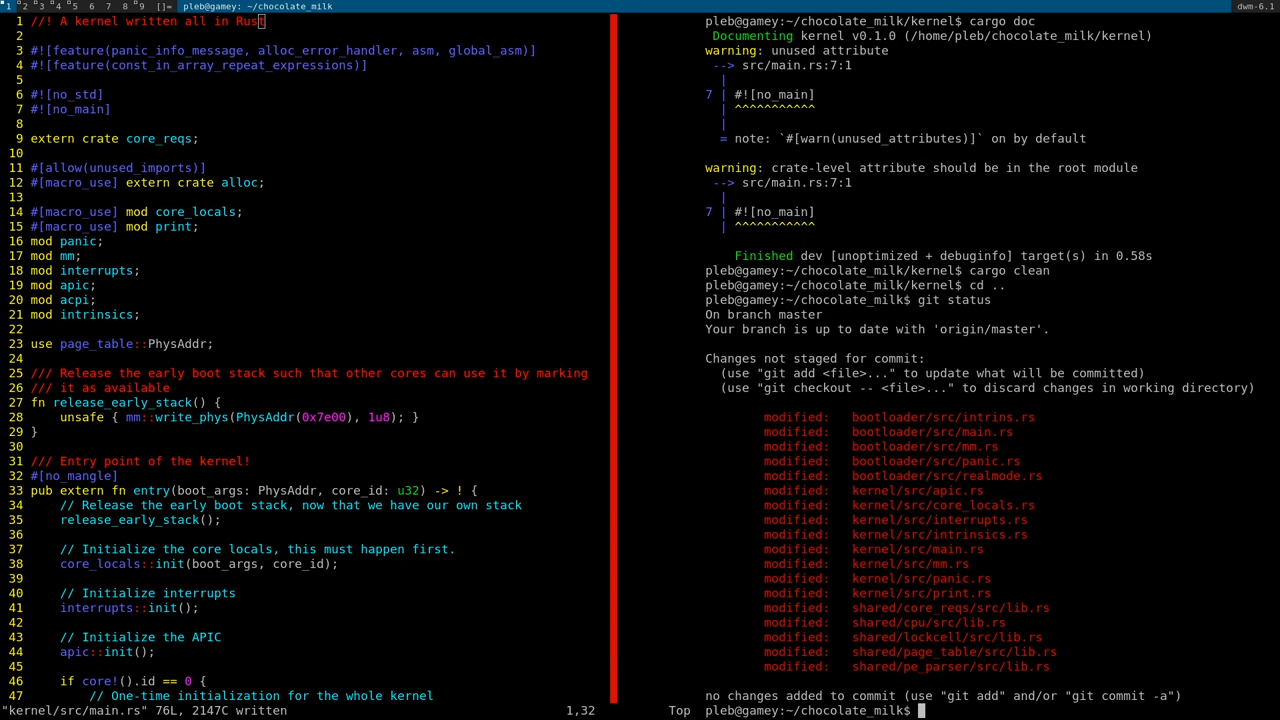 1 2 3 4 5 6 7 8 9 []= pleb@gamey: ~/chocolate_milk dwm-6.1
1 //! A kernel written all in Rust
2
3 #![feature(panic_info_message, alloc_error_handler, asm, global_asm)]
4 #![feature(const_in_array_repeat_expressions)]
5
6 #![no_std]
7 #![no_main]
8
9 extern crate core_reqs;
10
11 #[allow(unused_imports)]
12 #[macro_use] extern crate alloc;
13
14 #[macro_use] mod core_locals;
15 #[macro_use] mod print;
16 mod panic;
17 mod mm;
18 mod interrupts;
19 mod apic;
20 mod acpi;
21 mod intrinsics;
22
23 use page_table::PhysAddr;
24
25 /// Release the early boot stack such that other cores can use it by marking
26 /// it as available
27 fn release_early_stack() {
28     unsafe { mm::write_phys(PhysAddr(0x7e00), 1u8); }
29 }
30
31 /// Entry point of the kernel!
32 #[no_mangle]
33 pub extern fn entry(boot_args: PhysAddr, core_id: u32) -> ! {
34     // Release the early boot stack, now that we have our own stack
35     release_early_stack();
36
37     // Initialize the core locals, this must happen first.
38     core_locals::init(boot_args, core_id);
39
40     // Initialize interrupts
41     interrupts::init();
42
43     // Initialize the APIC
44     apic::init();
45
46     if core!().id == 0 {
47         // One-time initialization for the whole kernel
"kernel/src/main.rs" 76L, 2147C written 1,32 Top
pleb@gamey:~/chocolate_milk/kernel$ cargo doc
 Documenting kernel v0.1.0 (/home/pleb/chocolate_milk/kernel)
warning: unused attribute
 --> src/main.rs:7:1
  |
7 | #![no_main]
  | ^^^^^^^^^^^
  |
  = note: `#[warn(unused_attributes)]` on by default

warning: crate-level attribute should be in the root module
 --> src/main.rs:7:1
  |
7 | #![no_main]
  | ^^^^^^^^^^^

    Finished dev [unoptimized + debuginfo] target(s) in 0.58s
pleb@gamey:~/chocolate_milk/kernel$ cargo clean
pleb@gamey:~/chocolate_milk/kernel$ cd ..
pleb@gamey:~/chocolate_milk$ git status
On branch master
Your branch is up to date with 'origin/master'.

Changes not staged for commit:
  (use "git add <file>..." to update what will be committed)
  (use "git checkout -- <file>..." to discard changes in working directory)

        modified:   bootloader/src/intrins.rs
        modified:   bootloader/src/main.rs
        modified:   bootloader/src/mm.rs
        modified:   bootloader/src/panic.rs
        modified:   bootloader/src/realmode.rs
        modified:   kernel/src/apic.rs
        modified:   kernel/src/core_locals.rs
        modified:   kernel/src/interrupts.rs
        modified:   kernel/src/intrinsics.rs
        modified:   kernel/src/main.rs
        modified:   kernel/src/mm.rs
        modified:   kernel/src/panic.rs
        modified:   kernel/src/print.rs
        modified:   shared/core_reqs/src/lib.rs
        modified:   shared/cpu/src/lib.rs
        modified:   shared/lockcell/src/lib.rs
        modified:   shared/page_table/src/lib.rs
        modified:   shared/pe_parser/src/lib.rs

no changes added to commit (use "git add" and/or "git commit -a")
pleb@gamey:~/chocolate_milk$